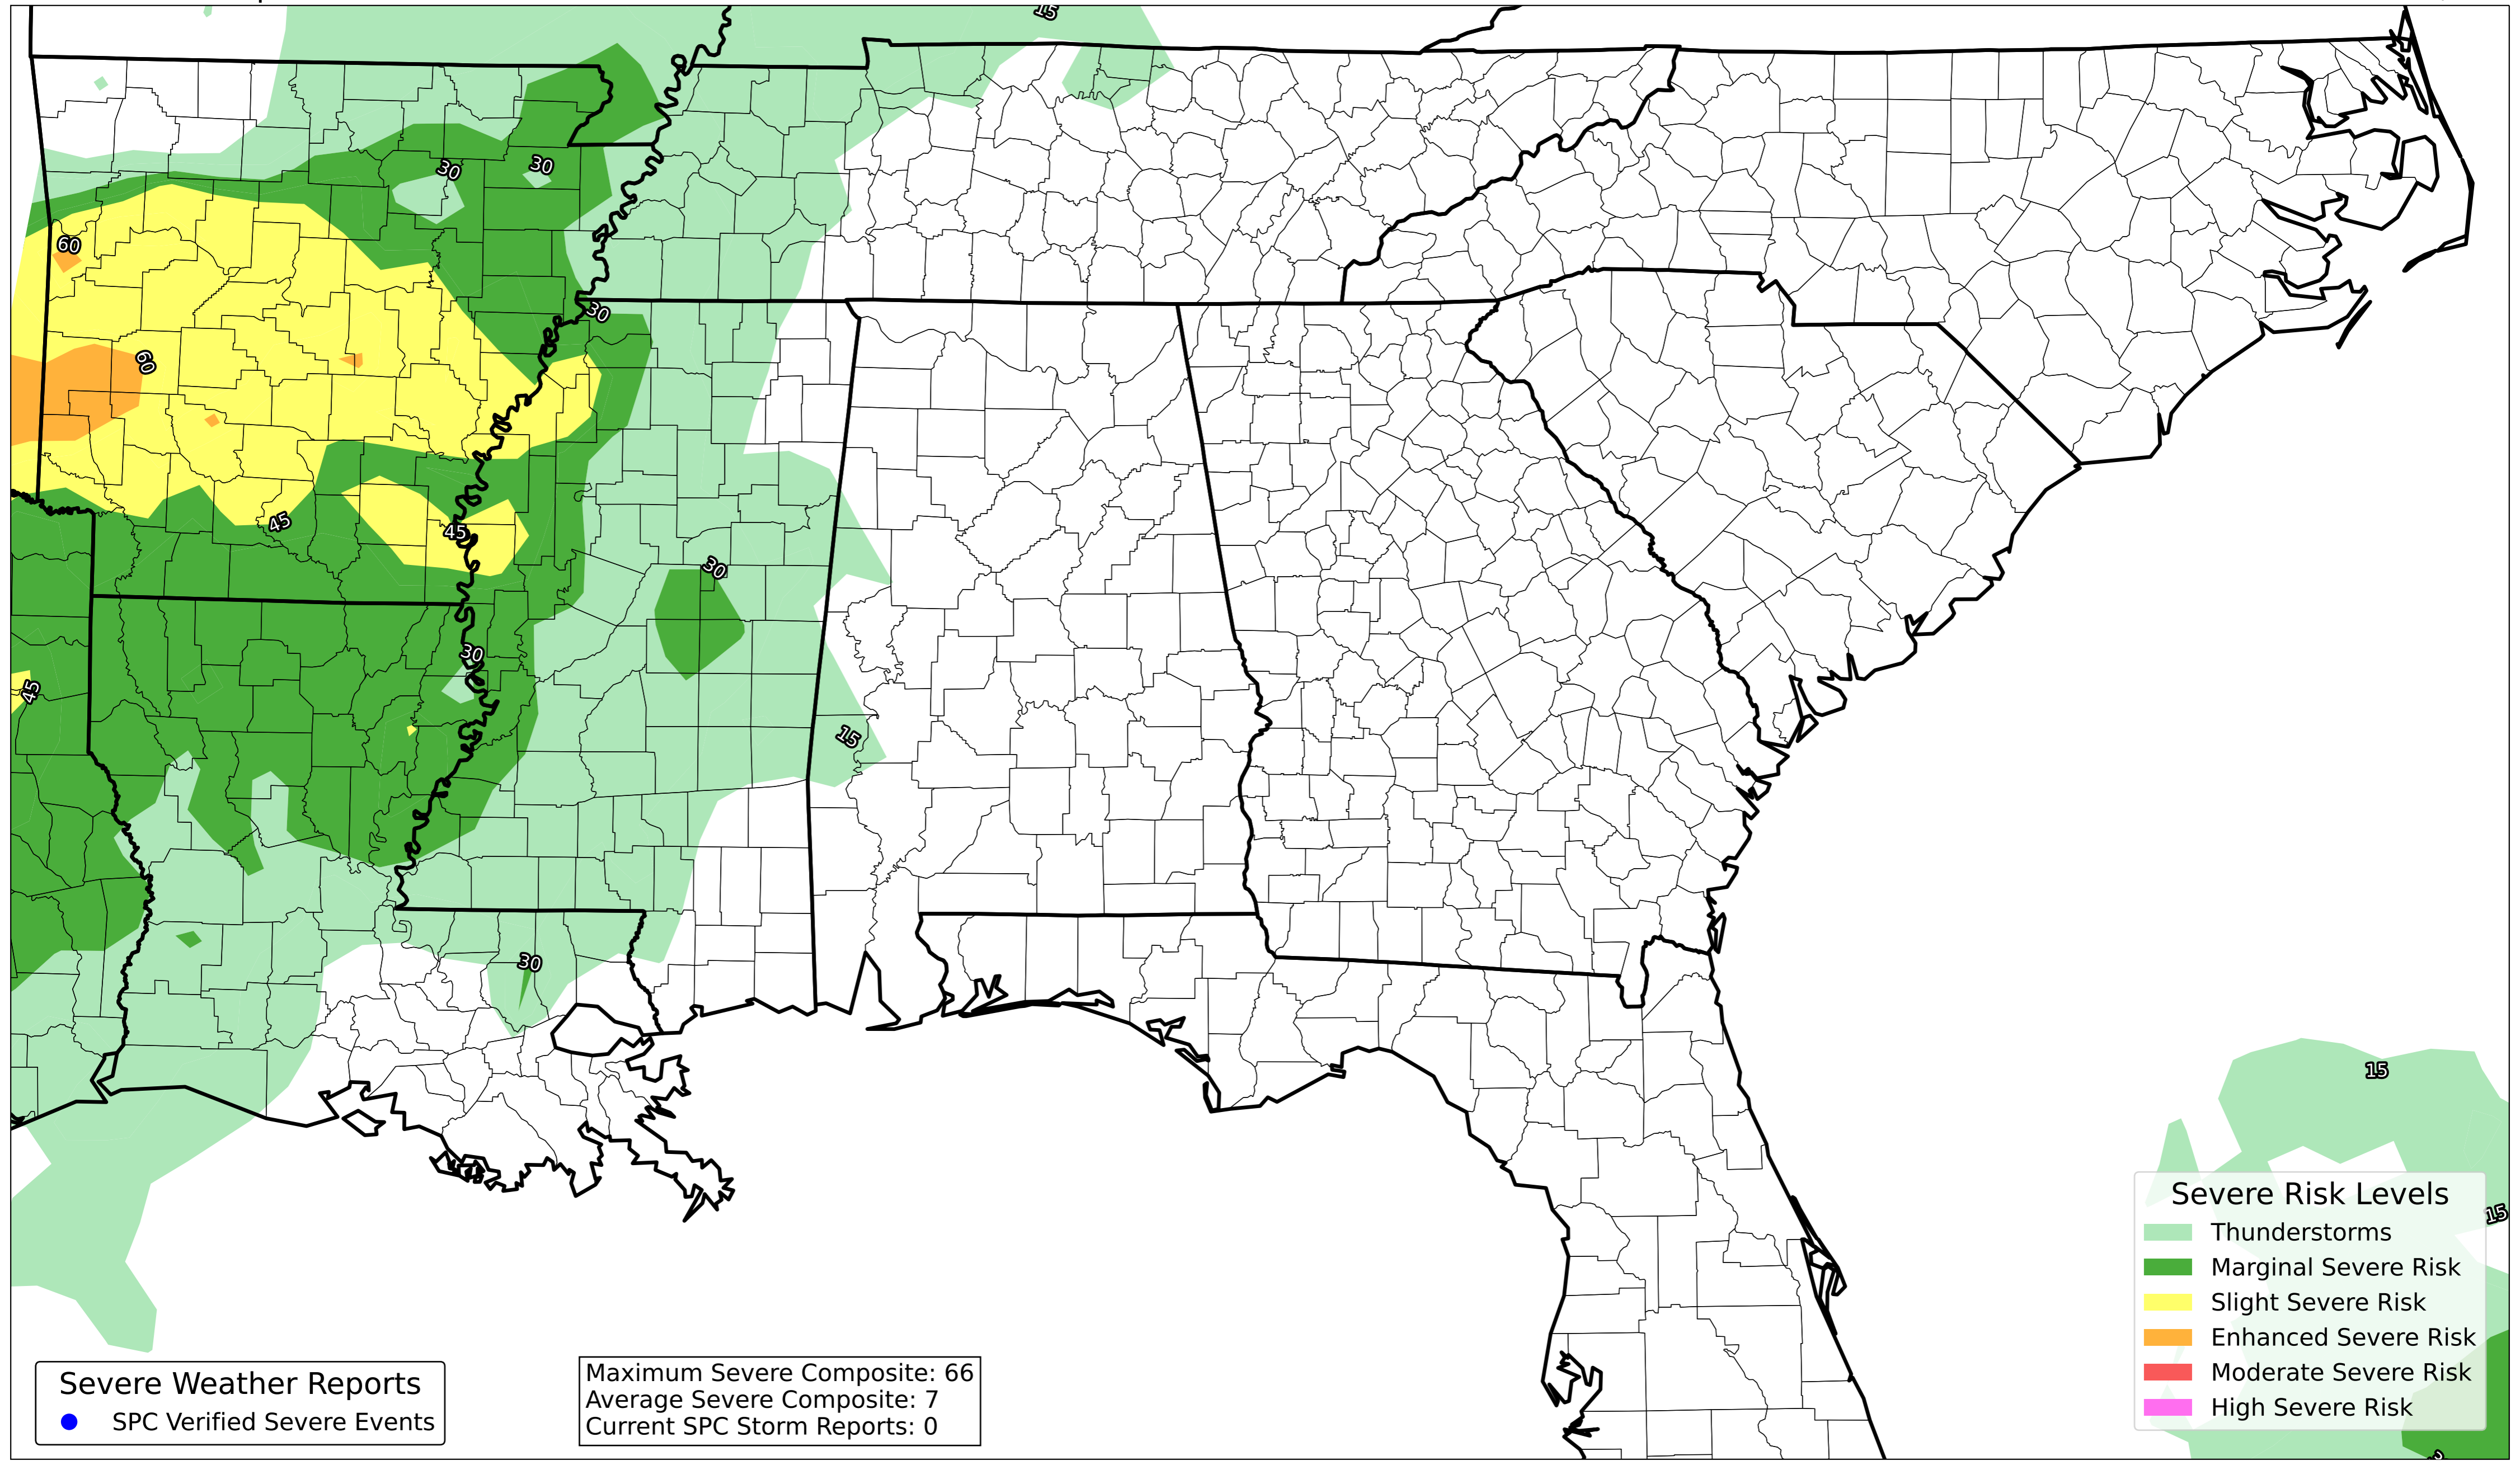 15
30
30
60
30
60
45
45
30
30
45
15
30
15
15
Severe Risk Levels
Thunderstorms
Marginal Severe Risk
Slight Severe Risk
Enhanced Severe Risk
Moderate Severe Risk
High Severe Risk
Severe Weather Reports
SPC Verified Severe Events
Maximum Severe Composite: 66
Average Severe Composite: 7
Current SPC Storm Reports: 0